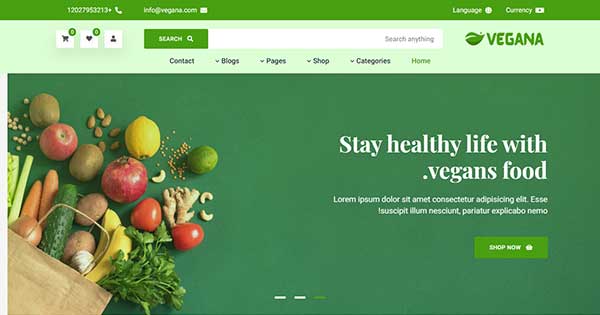 12027953213+
info@vegana.com
Language
Currency
0
0
SEARCH
Search anything
VEGANA
Contact
Blogs
Pages
Shop
Categories
Home
Stay healthy life with
.vegans food
Lorem ipsum dolor sit amet consectetur adipisicing elit. Esse
!suscipit illum nesciunt, pariatur explicabo nemo
SHOP NOW